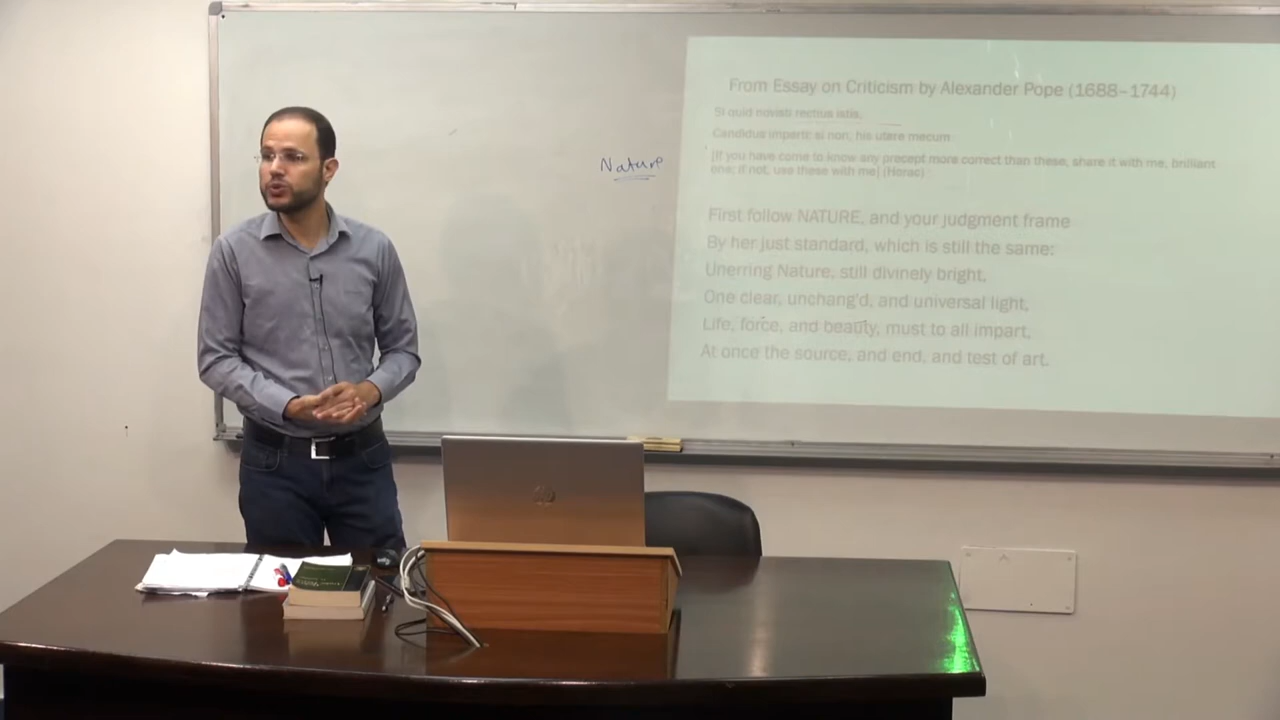 From Essay on Criticism by Alexander Pope (1688–1744)
Si quid novisti rectius istis,
Candidus imperti; si non, his utere mecum.
[If you have come to know any precept more correct than these, share it with me, brilliant
one; if not, use these with me] (Horac)
Nature
First follow NATURE, and your judgment frame
By her just standard, which is still the same:
Unerring Nature, still divinely bright,
One clear, unchang'd, and universal light,
Life, force, and beauty, must to all impart,
At once the source, and end, and test of art.
hp